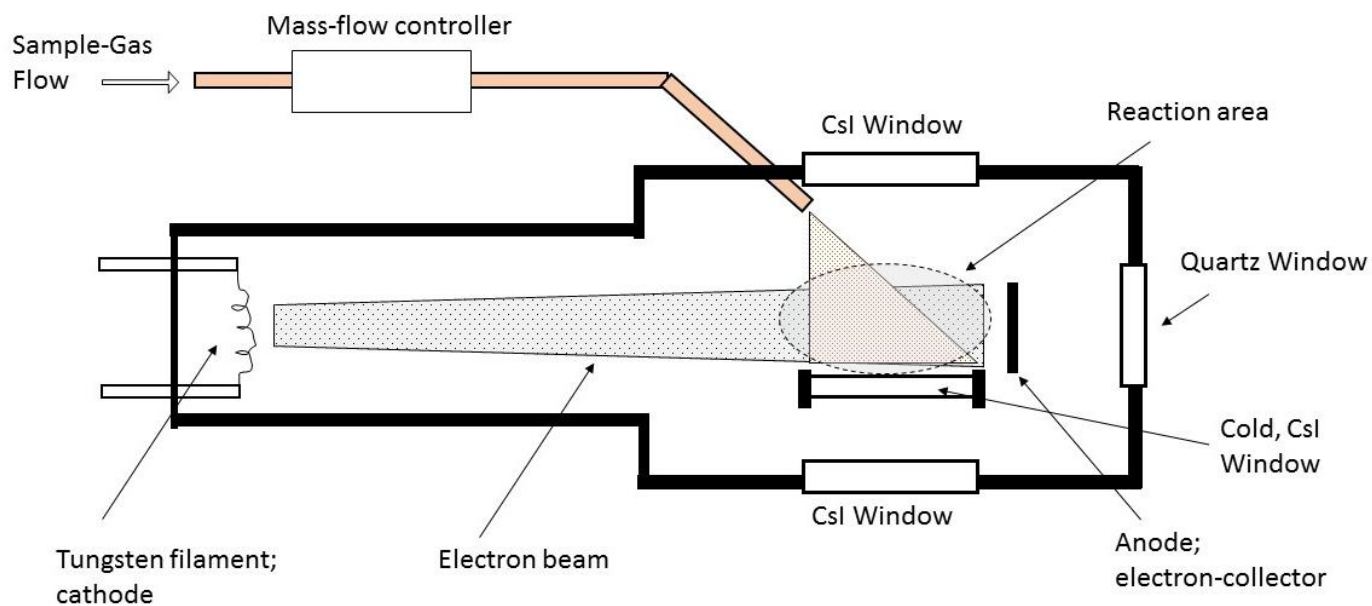 Mass-flow controller
Sample-Gas
Flow
CsI Window
Reaction area
Quartz Window
Cold, CsI
Window
CsI Window
Tungsten filament;
cathode
Electron beam
Anode;
electron-collector